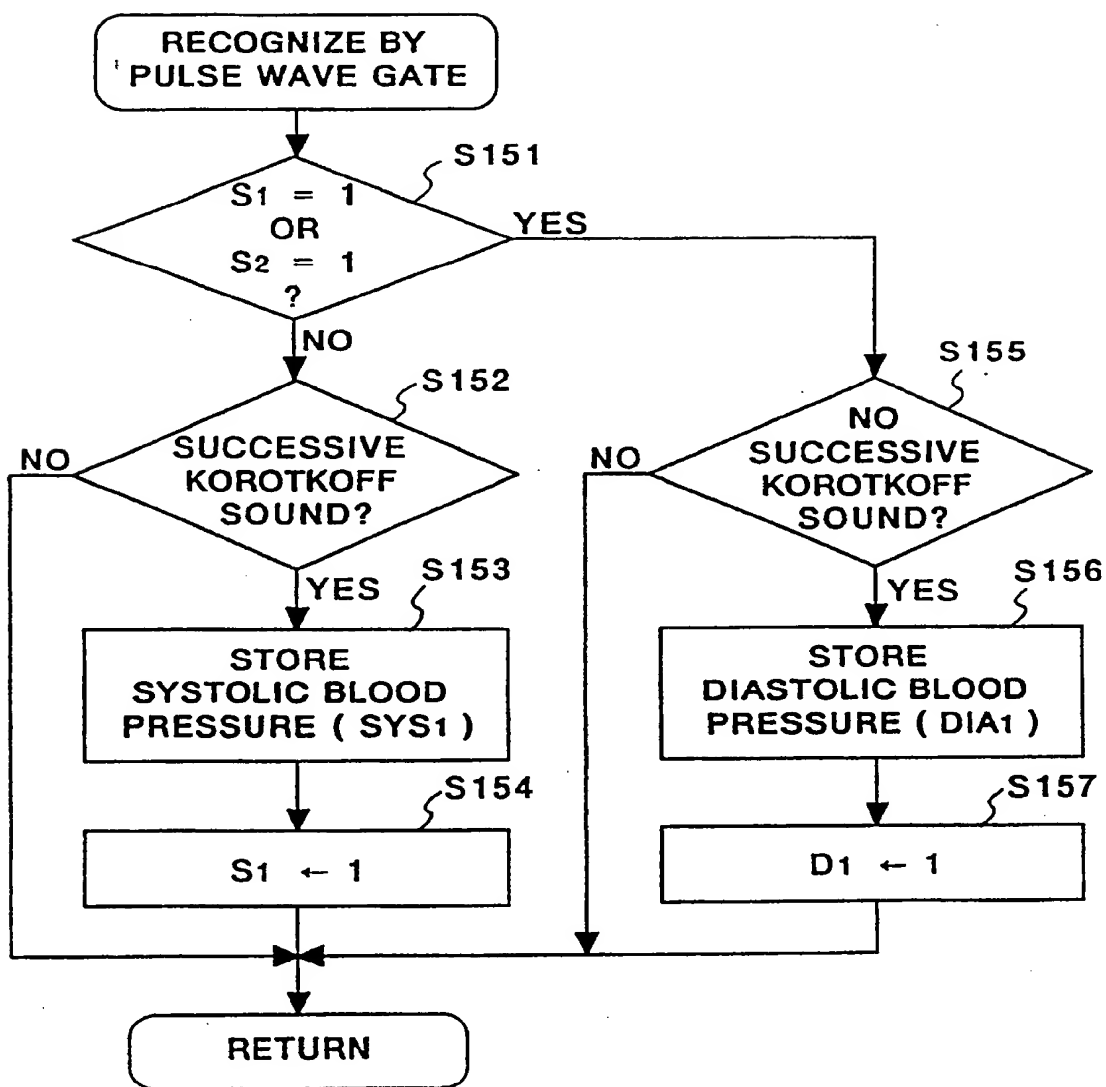 RECOGNIZE BY
PULSE WAVE GATE
S151
S1 = 1
OR
S2 = 1
?
YES
NO
S152
SUCCESSIVE
KOROTKOFF
SOUND?
NO
YES
S153
STORE
SYSTOLIC BLOOD
PRESSURE ( SYS1 )
S154
S1 ← 1
S155
NO
SUCCESSIVE
KOROTKOFF
SOUND?
NO
YES
S156
STORE
DIASTOLIC BLOOD
PRESSURE ( DIA1 )
S157
D1 ← 1
RETURN